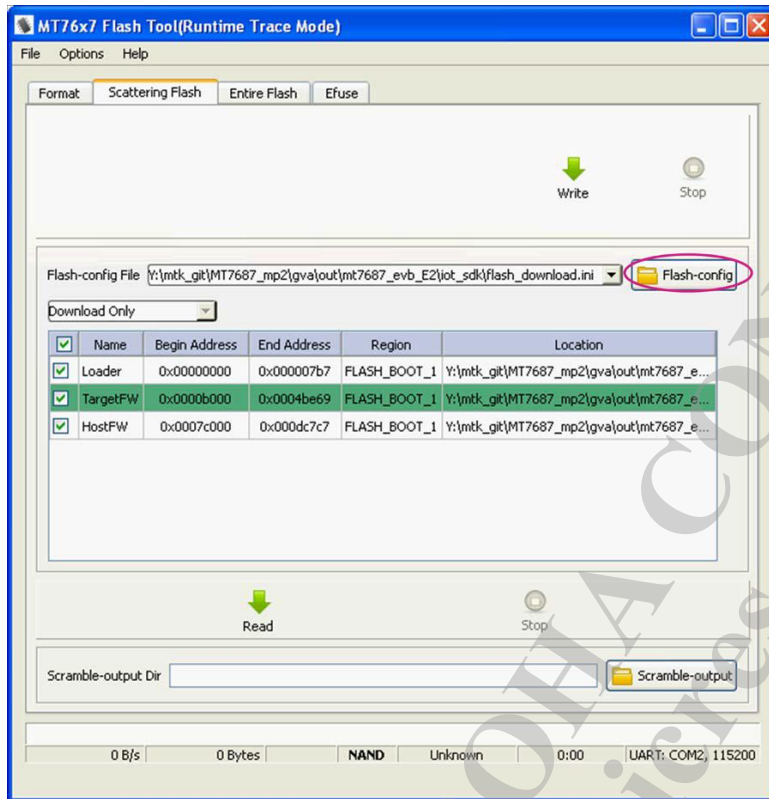 MT76x7 Flash Tool(Runtime Trace Mode)
File Options Help
Format Scattering Flash Entire Flash Efuse
Write Stop
Flash-config File Y:\mtk_git\MT7687_mp2\gva\out\mt7687_evb_E2\iot_sdk\flash_download.ini Flash-config
Download Only
Name Begin Address End Address Region Location
Loader 0x00000000 0x000007b7 FLASH_BOOT_1 Y:\mtk_git\MT7687_mp2\gva\out\mt7687_e...
TargetFW 0x0000b000 0x0004be69 FLASH_BOOT_1 Y:\mtk_git\MT7687_mp2\gva\out\mt7687_e...
HostFW 0x0007c000 0x000dc7c7 FLASH_BOOT_1 Y:\mtk_git\MT7687_mp2\gva\out\mt7687_e...
Read Stop
Scramble-output Dir Scramble-output
0 B/s 0 Bytes NAND Unknown 0:00 UART: COM2, 115200